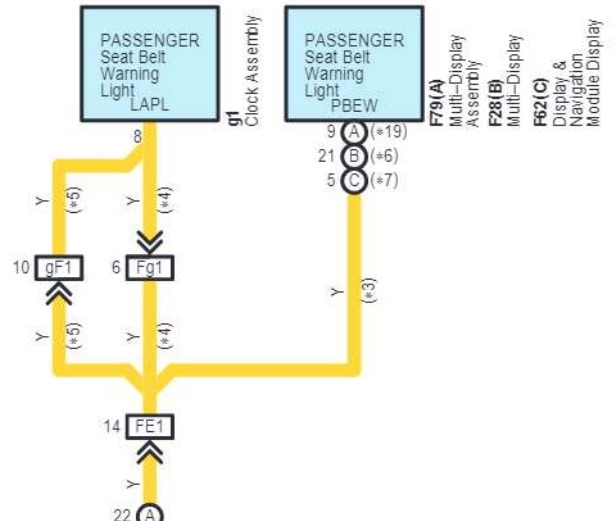 PASSENGER
Seat Belt
Warning
Light
LAPL
g1
Clock Assembly
PASSENGER
Seat Belt
Warning
Light
PBEW
F79(A)
Multi–Display
Assembly
F28(B)
Multi–Display
F62(C)
Display &
Navigation
Module Display
8
9 A (*19)
21 B (*6)
5 C (*7)
Y (*5)
Y (*4)
10 gF1
6 Fg1
Y (*3)
Y (*5)
Y (*4)
14 FE1
Y
22 A